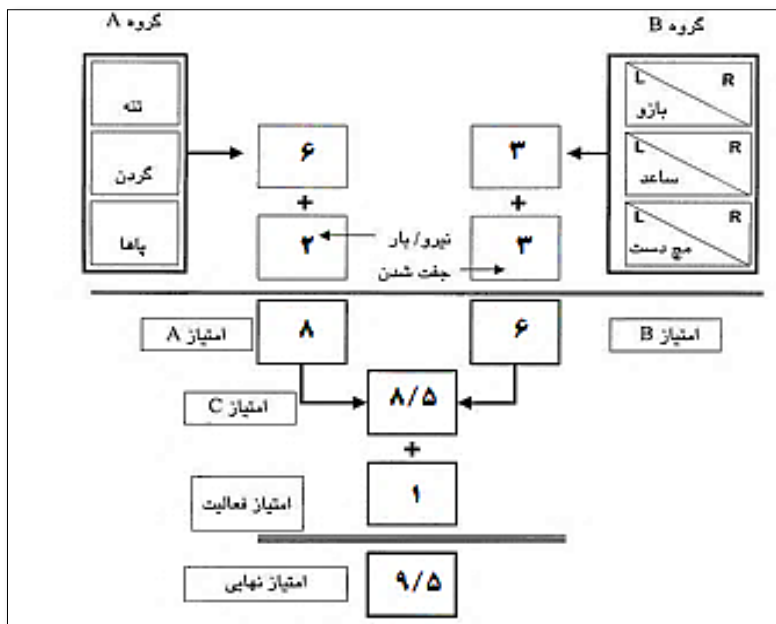 گروه A
گروه B
تنه
گردن
پاها
L R
بازو
L R
ساعد
L R
مچ دست
۶
۳
+
+
۲
نیرو/ بار
جفت شدن
۳
امتیاز A
۸
۶
امتیاز B
امتیاز C
۸/۵
+
امتیاز فعالیت
۱
امتیاز نهایی
۹/۵